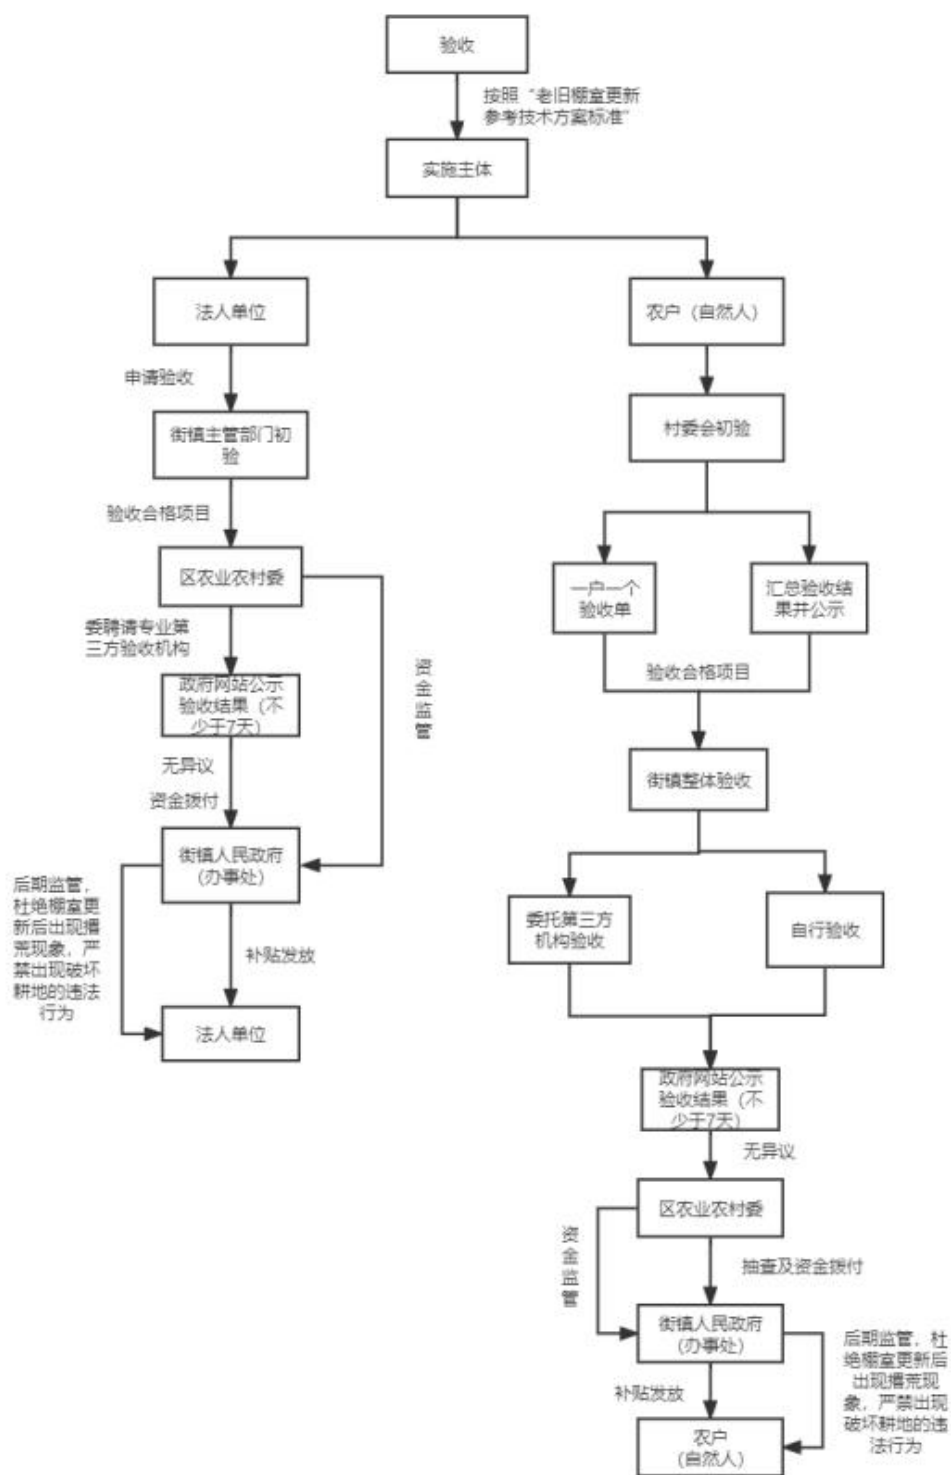 验收
按照“老旧棚室更新
参考技术方案标准”
实施主体
法人单位
农户（自然人）
申请验收
街镇主管部门初
验
村委会初验
验收合格项目
区农业农村委
一户一个
验收单
汇总验收结
果并公示
委聘请专业第
三方验收机构
资
金
监
管
验收合格项目
政府网站公示
验收结果（不
少于7天）
无异议
资金拨付
街镇整体验收
街镇人民政府
（办事处）
后期监管，
杜绝棚室更
新后出现撂
荒现象，严
禁出现破坏
耕地的违法
行为
补贴发放
法人单位
委托第三方
机构验收
自行验收
政府网站公示
验收结果（不
少于7天）
无异议
区农业农村委
资
金
监
管
抽查及资金拨付
街镇人民政府
（办事处）
后期监管，杜
绝棚室更新后
出现撂荒现
象，严禁出现
破坏耕地的违
法行为
补贴发放
农户
（自然人）